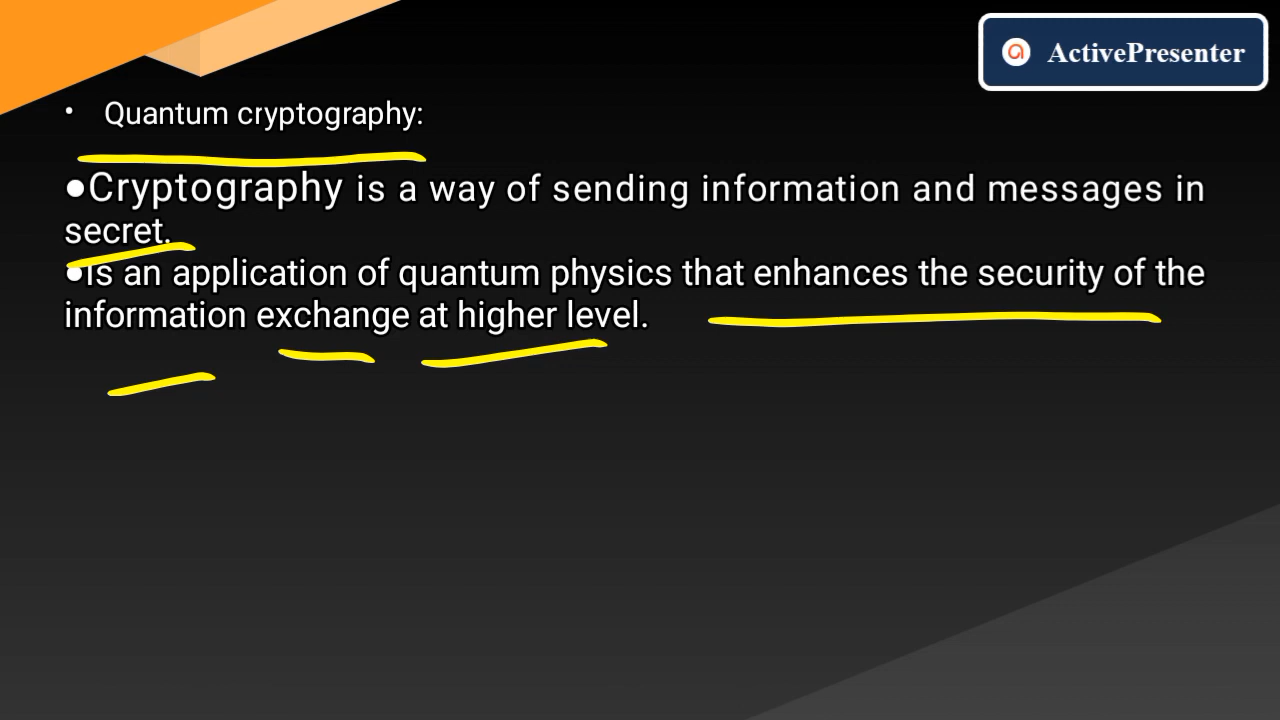 ActivePresenter
• Quantum cryptography:
●Cryptography is a way of sending information and messages in
secret.
●Is an application of quantum physics that enhances the security of the
information exchange at higher level.